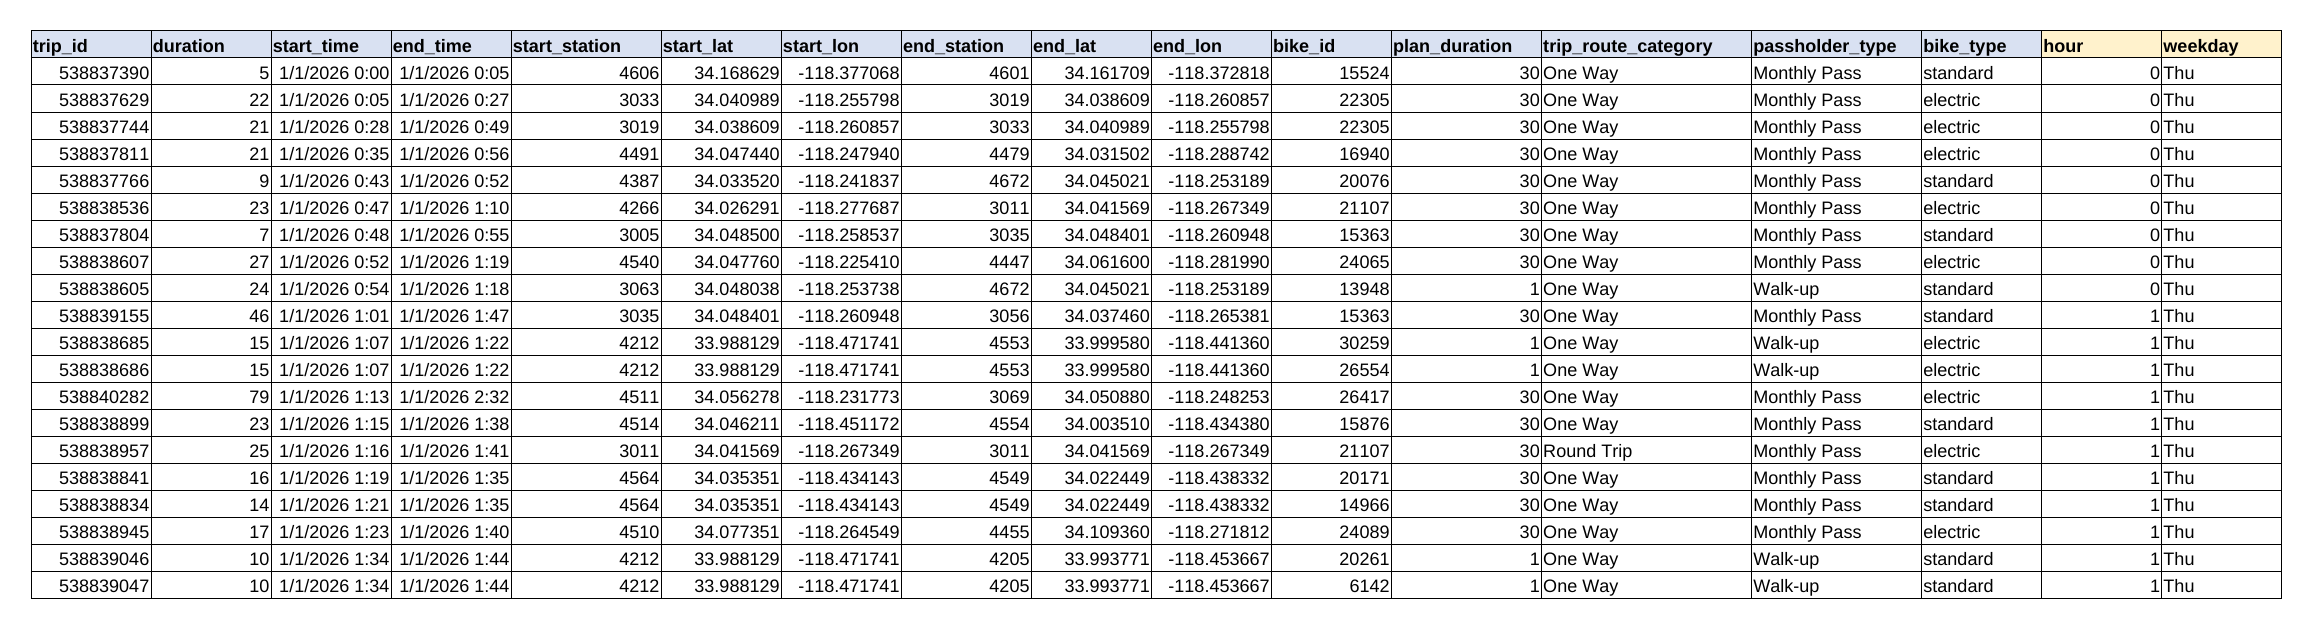 trip_id duration start_time end_time start_station start_lat start_lon end_station end_lat end_lon bike_id plan_duration trip_route_category passholder_type bike_type hour weekday
538837390 5 1/1/2026 0:00 1/1/2026 0:05 4606 34.168629 -118.377068 4601 34.161709 -118.372818 15524 30 One Way Monthly Pass standard 0 Thu
538837629 22 1/1/2026 0:05 1/1/2026 0:27 3033 34.040989 -118.255798 3019 34.038609 -118.260857 22305 30 One Way Monthly Pass electric 0 Thu
538837744 21 1/1/2026 0:28 1/1/2026 0:49 3019 34.038609 -118.260857 3033 34.040989 -118.255798 22305 30 One Way Monthly Pass electric 0 Thu
538837811 21 1/1/2026 0:35 1/1/2026 0:56 4491 34.047440 -118.247940 4479 34.031502 -118.288742 16940 30 One Way Monthly Pass electric 0 Thu
538837766 9 1/1/2026 0:43 1/1/2026 0:52 4387 34.033520 -118.241837 4672 34.045021 -118.253189 20076 30 One Way Monthly Pass standard 0 Thu
538838536 23 1/1/2026 0:47 1/1/2026 1:10 4266 34.026291 -118.277687 3011 34.041569 -118.267349 21107 30 One Way Monthly Pass electric 0 Thu
538837804 7 1/1/2026 0:48 1/1/2026 0:55 3005 34.048500 -118.258537 3035 34.048401 -118.260948 15363 30 One Way Monthly Pass standard 0 Thu
538838607 27 1/1/2026 0:52 1/1/2026 1:19 4540 34.047760 -118.225410 4447 34.061600 -118.281990 24065 30 One Way Monthly Pass electric 0 Thu
538838605 24 1/1/2026 0:54 1/1/2026 1:18 3063 34.048038 -118.253738 4672 34.045021 -118.253189 13948 1 One Way Walk-up standard 0 Thu
538839155 46 1/1/2026 1:01 1/1/2026 1:47 3035 34.048401 -118.260948 3056 34.037460 -118.265381 15363 30 One Way Monthly Pass standard 1 Thu
538838685 15 1/1/2026 1:07 1/1/2026 1:22 4212 33.988129 -118.471741 4553 33.999580 -118.441360 30259 1 One Way Walk-up electric 1 Thu
538838686 15 1/1/2026 1:07 1/1/2026 1:22 4212 33.988129 -118.471741 4553 33.999580 -118.441360 26554 1 One Way Walk-up electric 1 Thu
538840282 79 1/1/2026 1:13 1/1/2026 2:32 4511 34.056278 -118.231773 3069 34.050880 -118.248253 26417 30 One Way Monthly Pass electric 1 Thu
538838899 23 1/1/2026 1:15 1/1/2026 1:38 4514 34.046211 -118.451172 4554 34.003510 -118.434380 15876 30 One Way Monthly Pass standard 1 Thu
538838957 25 1/1/2026 1:16 1/1/2026 1:41 3011 34.041569 -118.267349 3011 34.041569 -118.267349 21107 30 Round Trip Monthly Pass electric 1 Thu
538838841 16 1/1/2026 1:19 1/1/2026 1:35 4564 34.035351 -118.434143 4549 34.022449 -118.438332 20171 30 One Way Monthly Pass standard 1 Thu
538838834 14 1/1/2026 1:21 1/1/2026 1:35 4564 34.035351 -118.434143 4549 34.022449 -118.438332 14966 30 One Way Monthly Pass standard 1 Thu
538838945 17 1/1/2026 1:23 1/1/2026 1:40 4510 34.077351 -118.264549 4455 34.109360 -118.271812 24089 30 One Way Monthly Pass electric 1 Thu
538839046 10 1/1/2026 1:34 1/1/2026 1:44 4212 33.988129 -118.471741 4205 33.993771 -118.453667 20261 1 One Way Walk-up standard 1 Thu
538839047 10 1/1/2026 1:34 1/1/2026 1:44 4212 33.988129 -118.471741 4205 33.993771 -118.453667 6142 1 One Way Walk-up standard 1 Thu